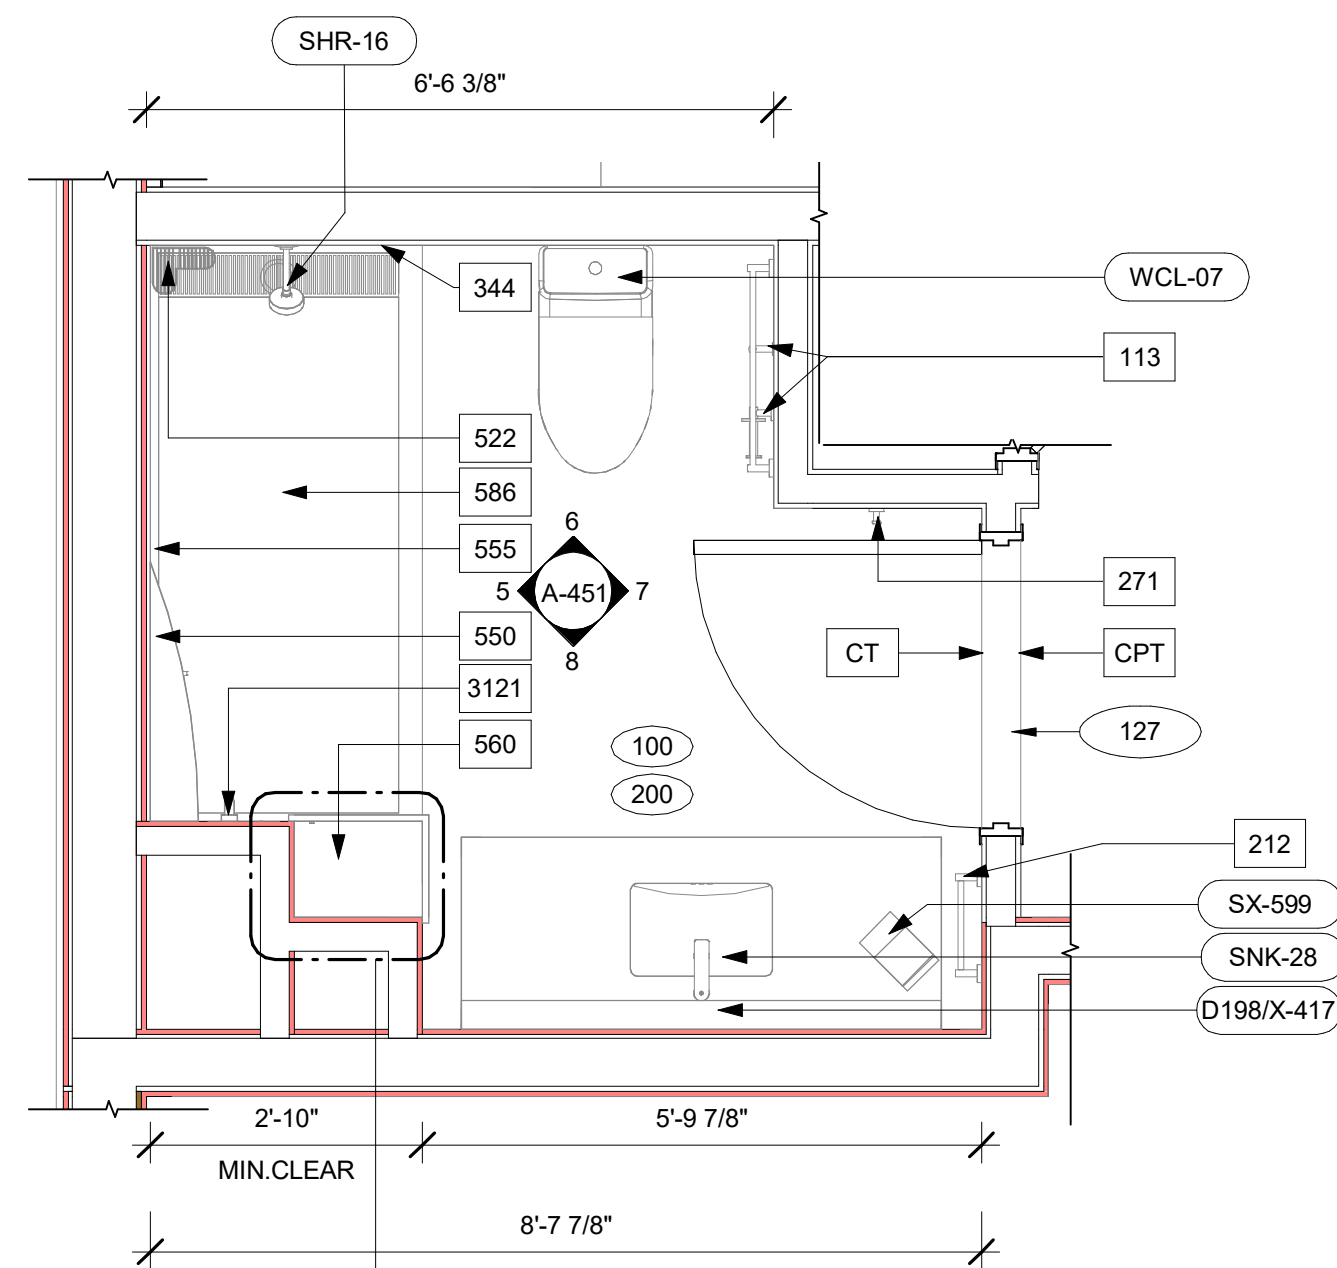 SHR-16
6'-6 3/8"
344
WCL-07
113
522
586
555
6
5
A-451
7
8
271
550
CT
CPT
3121
127
560
100
200
212
SX-599
SNK-28
D198/X-417
2'-10"
5'-9 7/8"
MIN.CLEAR
8'-7 7/8"